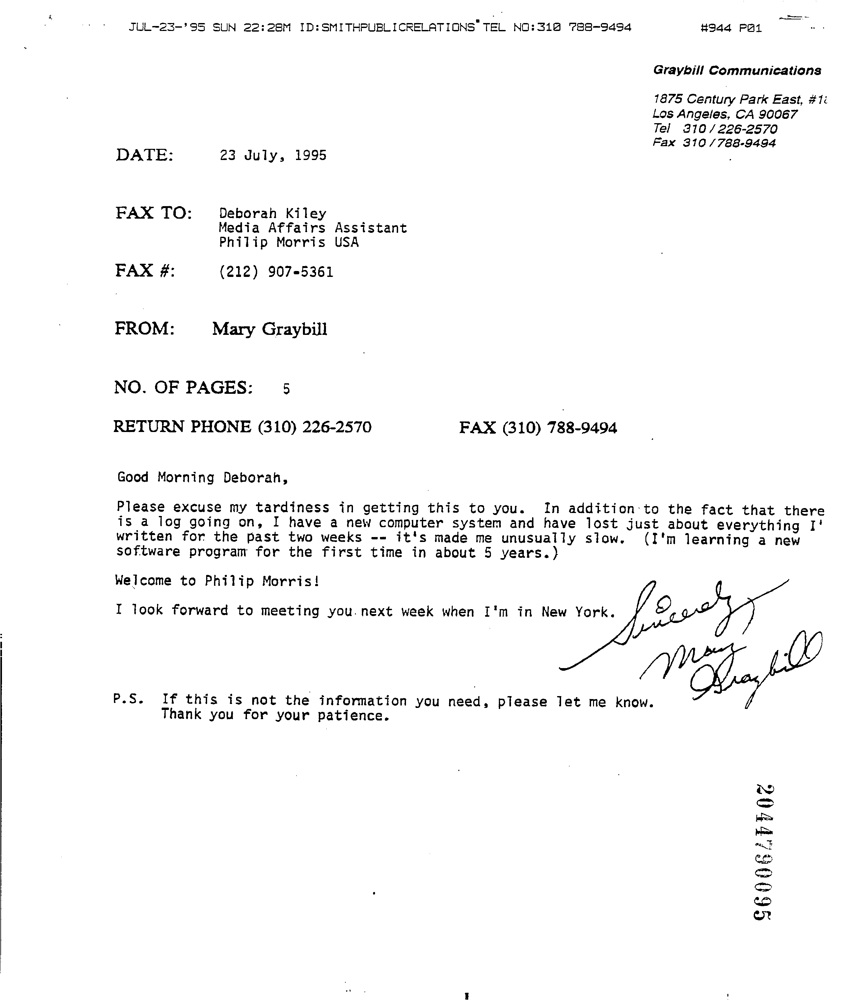 JUL-23-'95 SUN 22:28M ID:SMITHPUBLICRELATIONS TEL NO:310 788-9494 #944 P01
Graybill Communications
1875 Century Park East,
Los Angeles, CA 90067
Tel 310/226-2570
Fax 310/788-9494
DATE: 23 July, 1995
FAX TO: Deborah Kiley
Media Affairs Assistant
Philip Morris USA
FAX #: (212) 907-5361
FROM: Mary Graybill
NO. OF PAGES: 5
RETURN PHONE (310) 226-2570 FAX (310) 788-9494
Good Morning Deborah,
Please excuse my tardiness in getting this to you. In addition to the fact that there
is a log going on, I have a new computer system and have lost just about everything I'
written for the past two weeks -- it's made me unusually slow. (I'm learning a new
software program for the first time in about 5 years.)
Welcome to Philip Morris!
I look forward to meeting you next week when I'm in New York.
Sincerely
Mary
Graybill
P.S. If this is not the information you need, please let me know.
Thank you for your patience.
2044790095